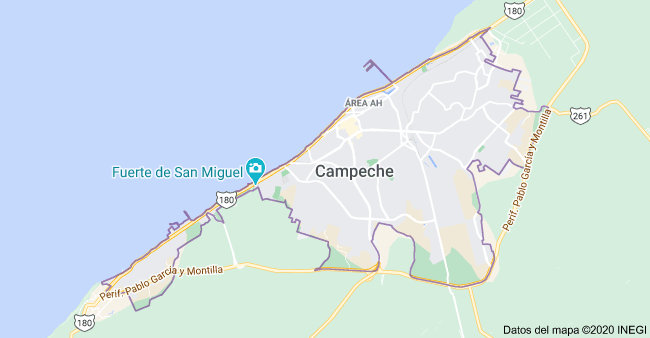 180
180
ÁREA AH
261
Perif. Pablo García y Montilla
Fuerte de San Miguel
Campeche
180
Perif. Pablo García y Montilla
180
Datos del mapa ©2020 INEGI